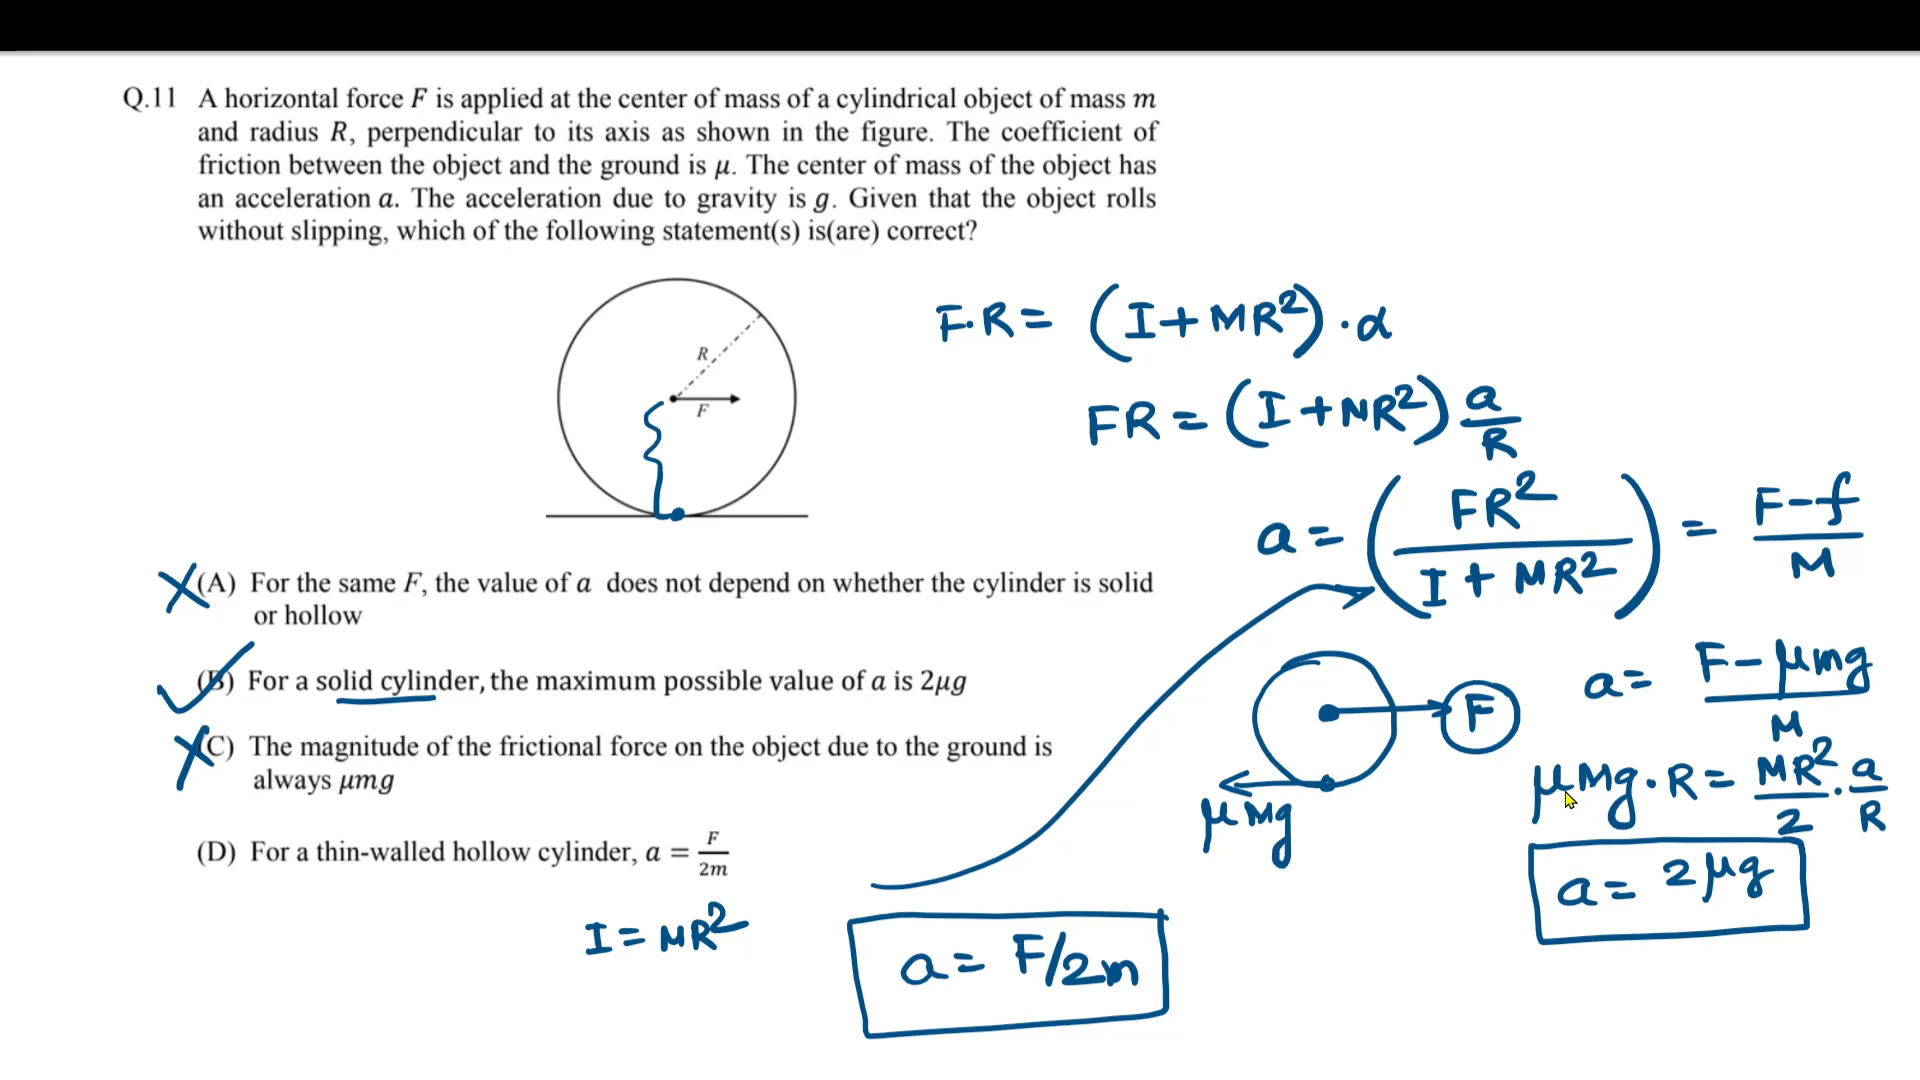 Q.11 A horizontal force F is applied at the center of mass of a cylindrical object of mass m
and radius R, perpendicular to its axis as shown in the figure. The coefficient of
friction between the object and the ground is μ. The center of mass of the object has
an acceleration a. The acceleration due to gravity is g. Given that the object rolls
without slipping, which of the following statement(s) is(are) correct?
R
F
F·R = (I + MR²)·α
FR = (I + MR²) a/R
a = (FR²/(I + MR²)) = (F-f)/M
(A) For the same F, the value of a does not depend on whether the cylinder is solid
or hollow
(B) For a solid cylinder, the maximum possible value of a is 2μg
(C) The magnitude of the frictional force on the object due to the ground is
always μmg
(D) For a thin-walled hollow cylinder, a = F/2m
I = MR²
a = F/2m
F
μMg
a = (F-μmg)/M
μMg·R = MR²/2 · a/R
a = 2μg